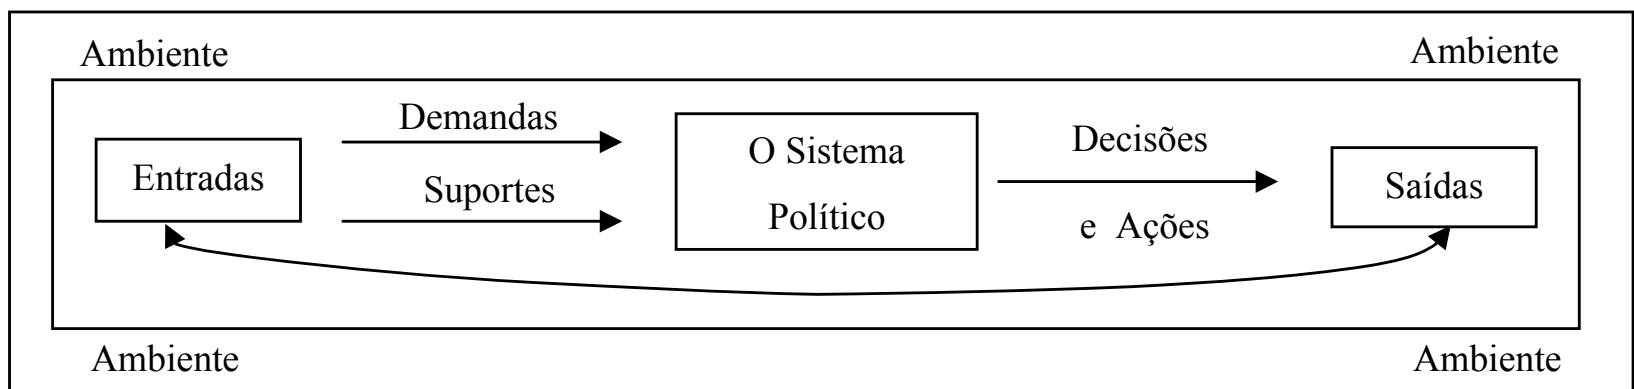 Ambiente
Ambiente
Demandas
Entradas
Suportes
O Sistema
Político
Decisões
e Ações
Saídas
Ambiente
Ambiente